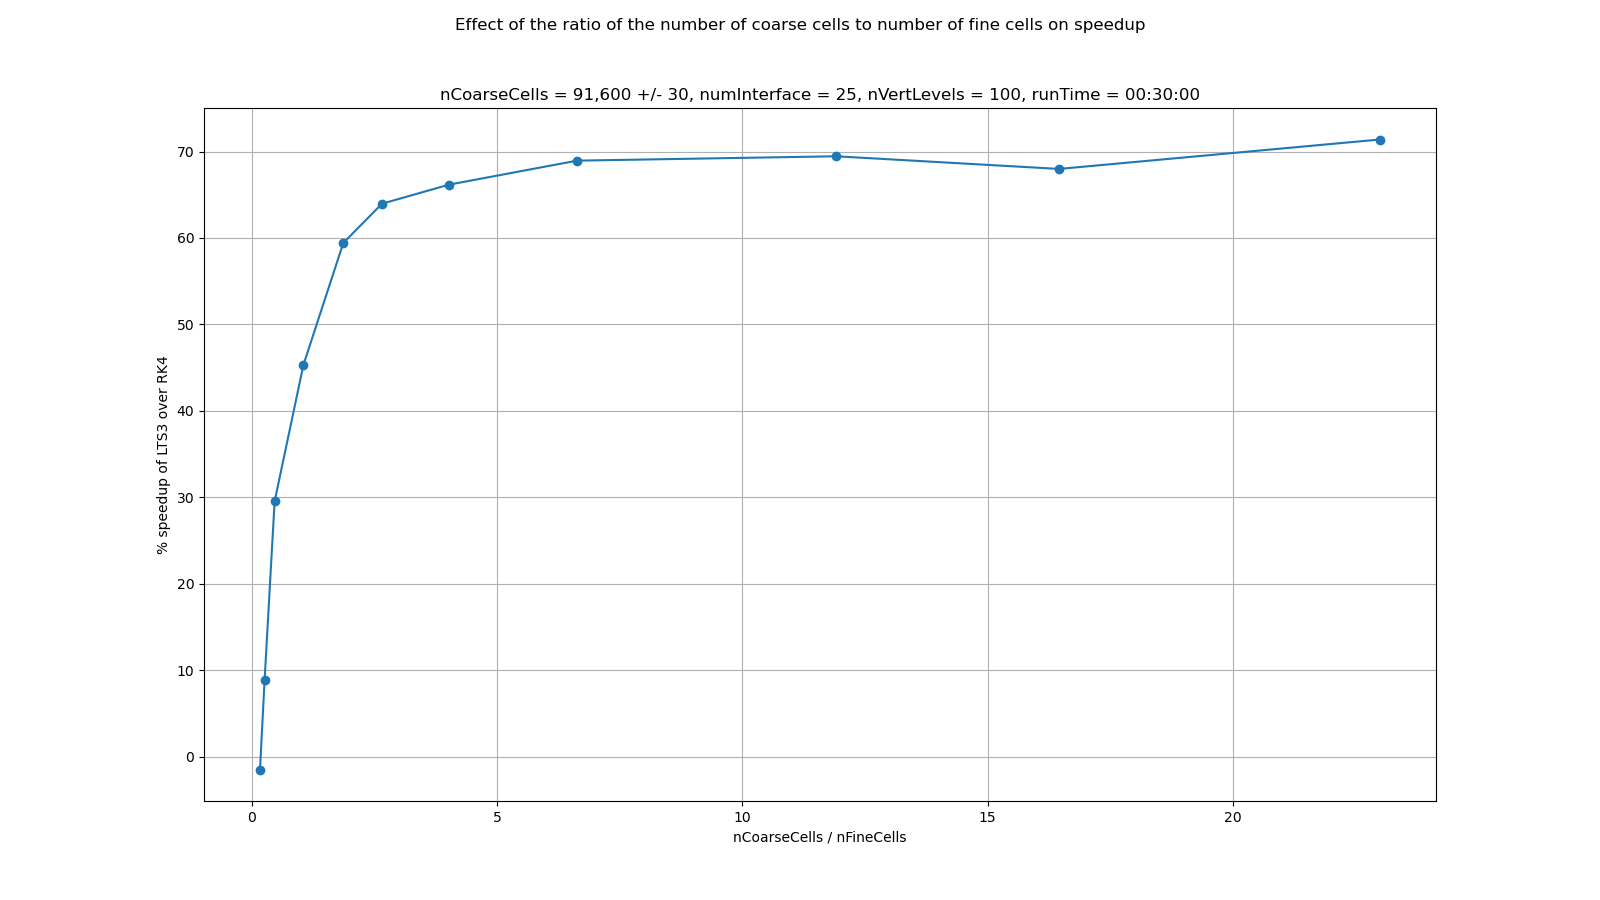 Effect of the ratio of the number of coarse cells to number of fine cells on speedup
nCoarseCells = 91,600 +/- 30, numInterface = 25, nVertLevels = 100, runTime = 00:30:00
% speedup of LTS3 over RK4
70
60
50
40
30
20
10
0
0 5 10 15 20
nCoarseCells / nFineCells